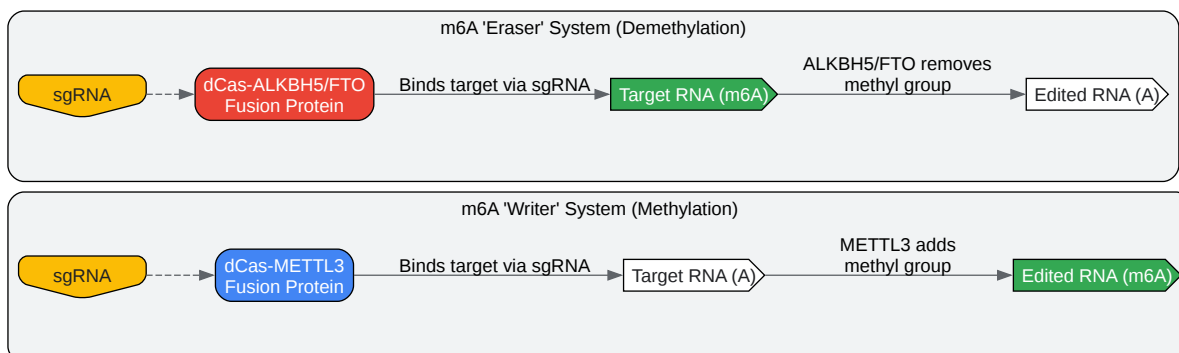 m6A 'Eraser' System (Demethylation)
sgRNA
dCas-ALKBH5/FTO
Fusion Protein
Binds target via sgRNA
Target RNA (m6A)
ALKBH5/FTO removes
methyl group
Edited RNA (A)
m6A 'Writer' System (Methylation)
sgRNA
dCas-METTL3
Fusion Protein
Binds target via sgRNA
Target RNA (A)
METTL3 adds
methyl group
Edited RNA (m6A)